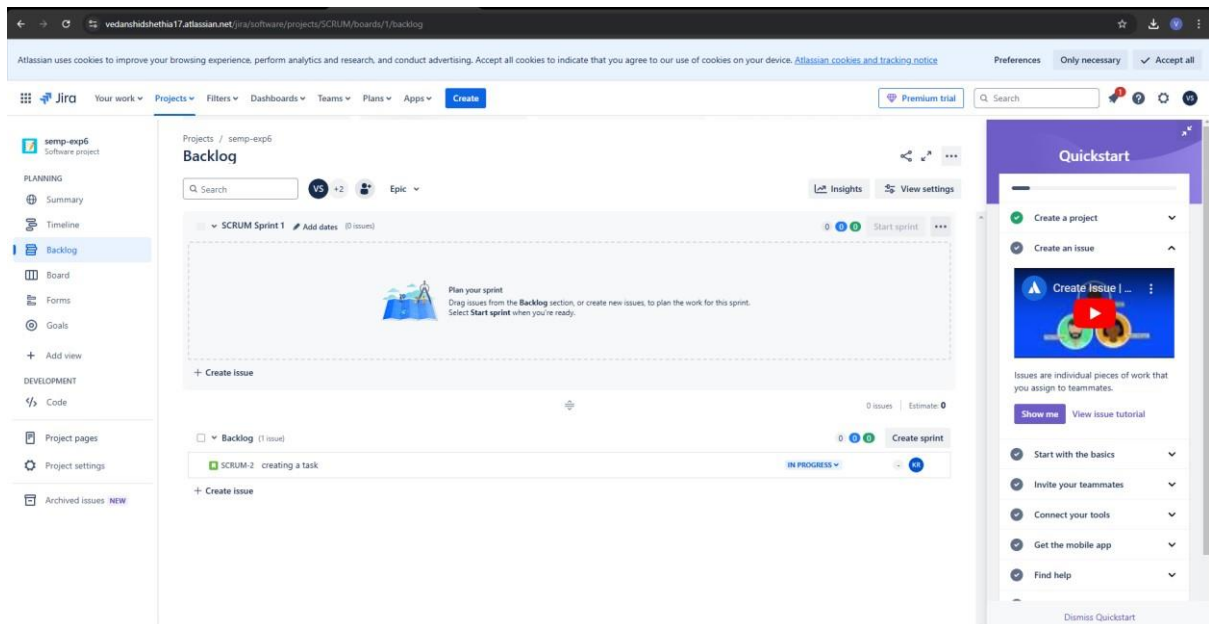 vedanshidshethia17.atlassian.net/jira/software/projects/SCRUM/boards/1/backlog
V
Atlassian uses cookies to improve your browsing experience, perform analytics and research, and conduct advertising. Accept all cookies to indicate that you agree to our use of cookies on your device. Atlassian cookies and tracking notice
Preferences
Only necessary
Accept all
Jira
Your work
Projects
Filters
Dashboards
Teams
Plans
Apps
Create
Premium trial
Search
1
VS
semp-exp6
Software project
PLANNING
Summary
Timeline
Backlog
Board
Forms
Goals
+ Add view
DEVELOPMENT
Code
Project pages
Project settings
Archived issues NEW
Projects / semp-exp6
Backlog
Search
VS
+2
Epic
Insights
View settings
SCRUM Sprint 1 Add dates (0 issues)
0 0 0
Start sprint
Plan your sprint
Drag issues from the Backlog section, or create new issues, to plan the work for this sprint.
Select Start sprint when you're ready.
+ Create issue
0 issues | Estimate: 0
Backlog (1 issue)
0 0 0
Create sprint
SCRUM-2 creating a task
IN PROGRESS
-
KR
+ Create issue
Quickstart
Create a project
Create an issue
Create Issue | ...
Issues are individual pieces of work that
you assign to teammates.
Show me
View issue tutorial
Start with the basics
Invite your teammates
Connect your tools
Get the mobile app
Find help
Dismiss Quickstart